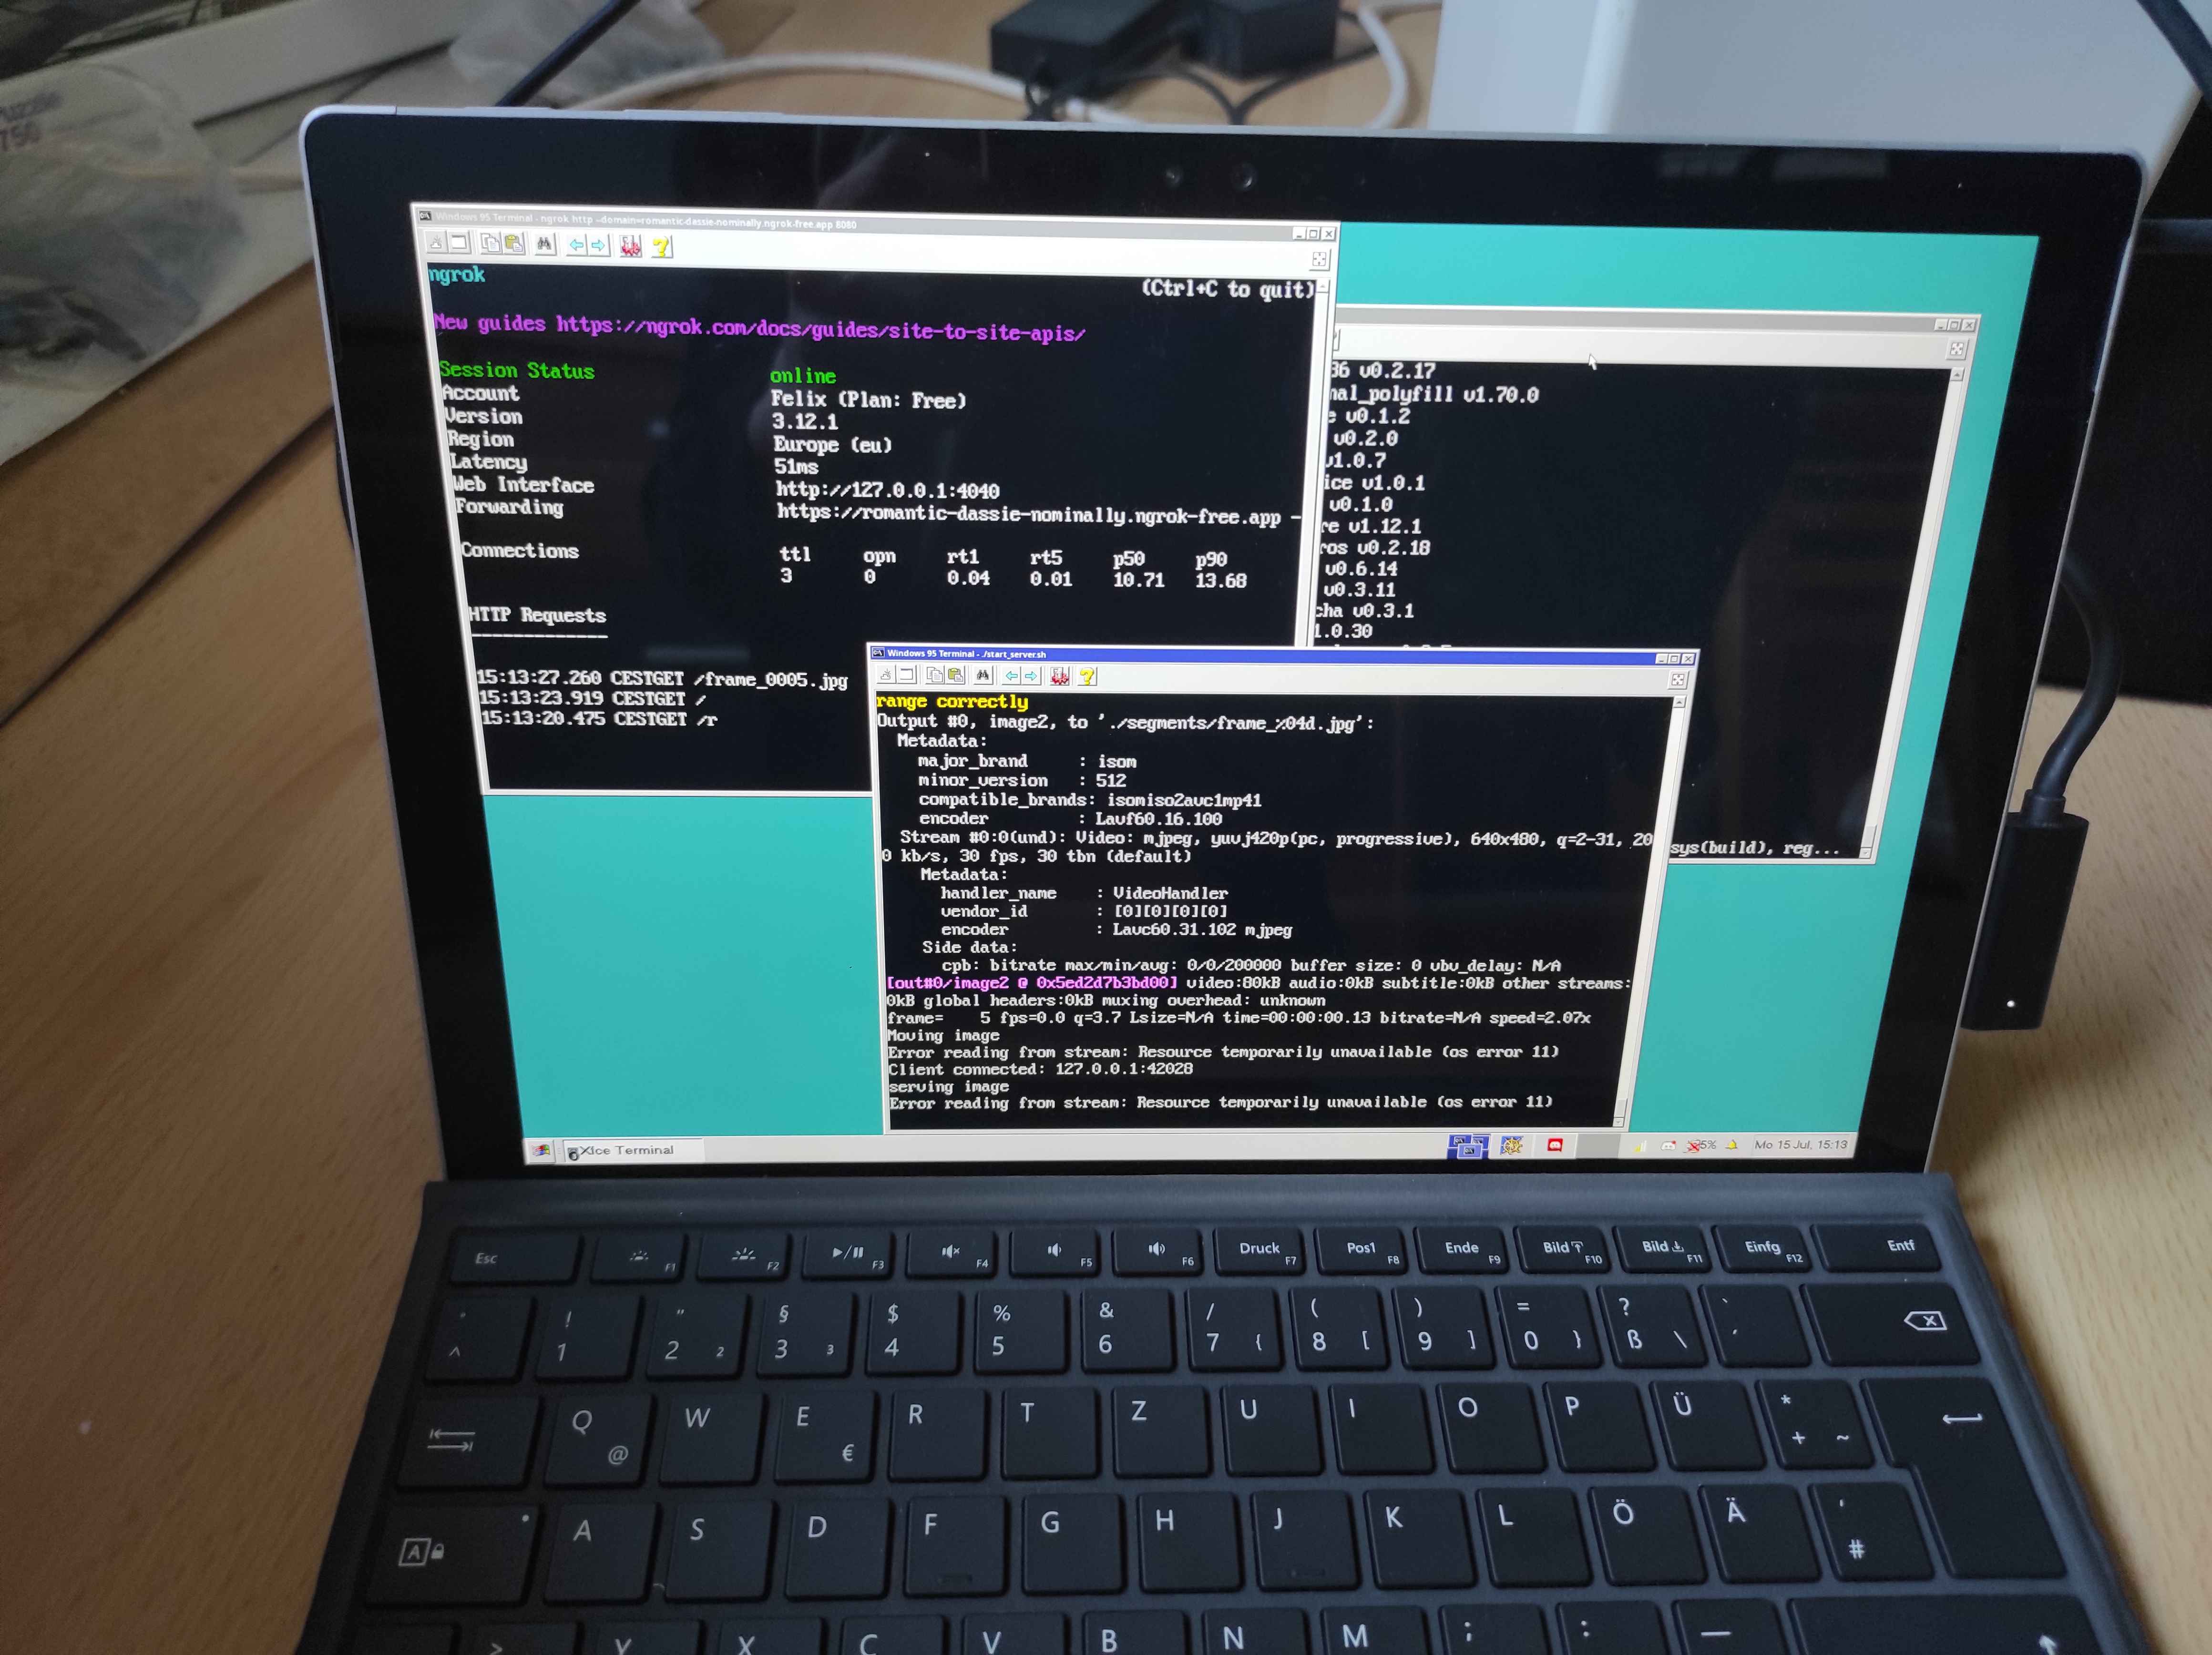 Windows 95 Terminal - ngrok http --domain=romantic-dassie-nominally.ngrok-free.app 8080
ngrok
(Ctrl+C to quit)
New guides https://ngrok.com/docs/guides/site-to-site-apis/
Session Status online
Account Felix (Plan: Free)
Version 3.12.1
Region Europe (eu)
Latency 51ms
Web Interface http://127.0.0.1:4040
Forwarding https://romantic-dassie-nominally.ngrok-free.app -
Connections ttl opn rt1 rt5 p50 p90
3 0 0.04 0.01 10.71 13.68
HTTP Requests
-------------
15:13:27.260 CESTGET /frame_0005.jpg
15:13:23.919 CESTGET /
15:13:20.475 CESTGET /r
36 v0.2.17
nal_polyfill v1.70.0
e v0.1.2
v0.2.0
v1.0.7
ice v1.0.1
v0.1.0
re v1.12.1
ros v0.2.18
v0.6.14
v0.3.11
cha v0.3.1
1.0.30
sys(build), reg...
Windows 95 Terminal - ./start_server.sh
range correctly
Output #0, image2, to './segments/frame_%04d.jpg':
Metadata:
major_brand : isom
minor_version : 512
compatible_brands: isomiso2avc1mp41
encoder : Lavf60.16.100
Stream #0:0(und): Video: mjpeg, yuvj420p(pc, progressive), 640x480, q=2-31, 20
0 kb/s, 30 fps, 30 tbn (default)
Metadata:
handler_name : VideoHandler
vendor_id : [0][0][0][0]
encoder : Lavc60.31.102 mjpeg
Side data:
cpb: bitrate max/min/avg: 0/0/200000 buffer size: 0 vbv_delay: N/A
[out#0/image2 @ 0x5ed2d7b3bd00] video:80kB audio:0kB subtitle:0kB other streams:
0kB global headers:0kB muxing overhead: unknown
frame= 5 fps=0.0 q=3.7 Lsize=N/A time=00:00:00.13 bitrate=N/A speed=2.07x
Moving image
Error reading from stream: Resource temporarily unavailable (os error 11)
Client connected: 127.0.0.1:42028
serving image
Error reading from stream: Resource temporarily unavailable (os error 11)
Xfce Terminal
Mo 15 Jul, 15:13
Esc F1 F2 F3 F4 F5 F6 Druck F7 Pos1 F8 Ende F9 Bild F10 Bild F11 Einfg F12 Entf
° ! " § $ % & / ( ) = ? `
^ 1 2 ² 3 ³ 4 5 6 7 { 8 [ 9 ] 0 } ß \ ´
Q @ W E € R T Z U I O P Ü * + ~
A A S D F G H J K L Ö Ä ' #
> Y X C V B N M ; : _